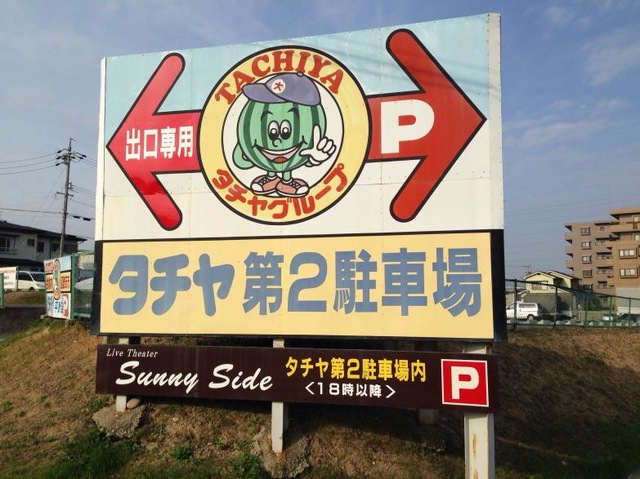 TACHIYA
大
出口専用
P
タチヤグループ
タチヤ 第2駐車場
Live Theater
Sunny Side
タチヤ第2駐車場内
<18時以降>
P